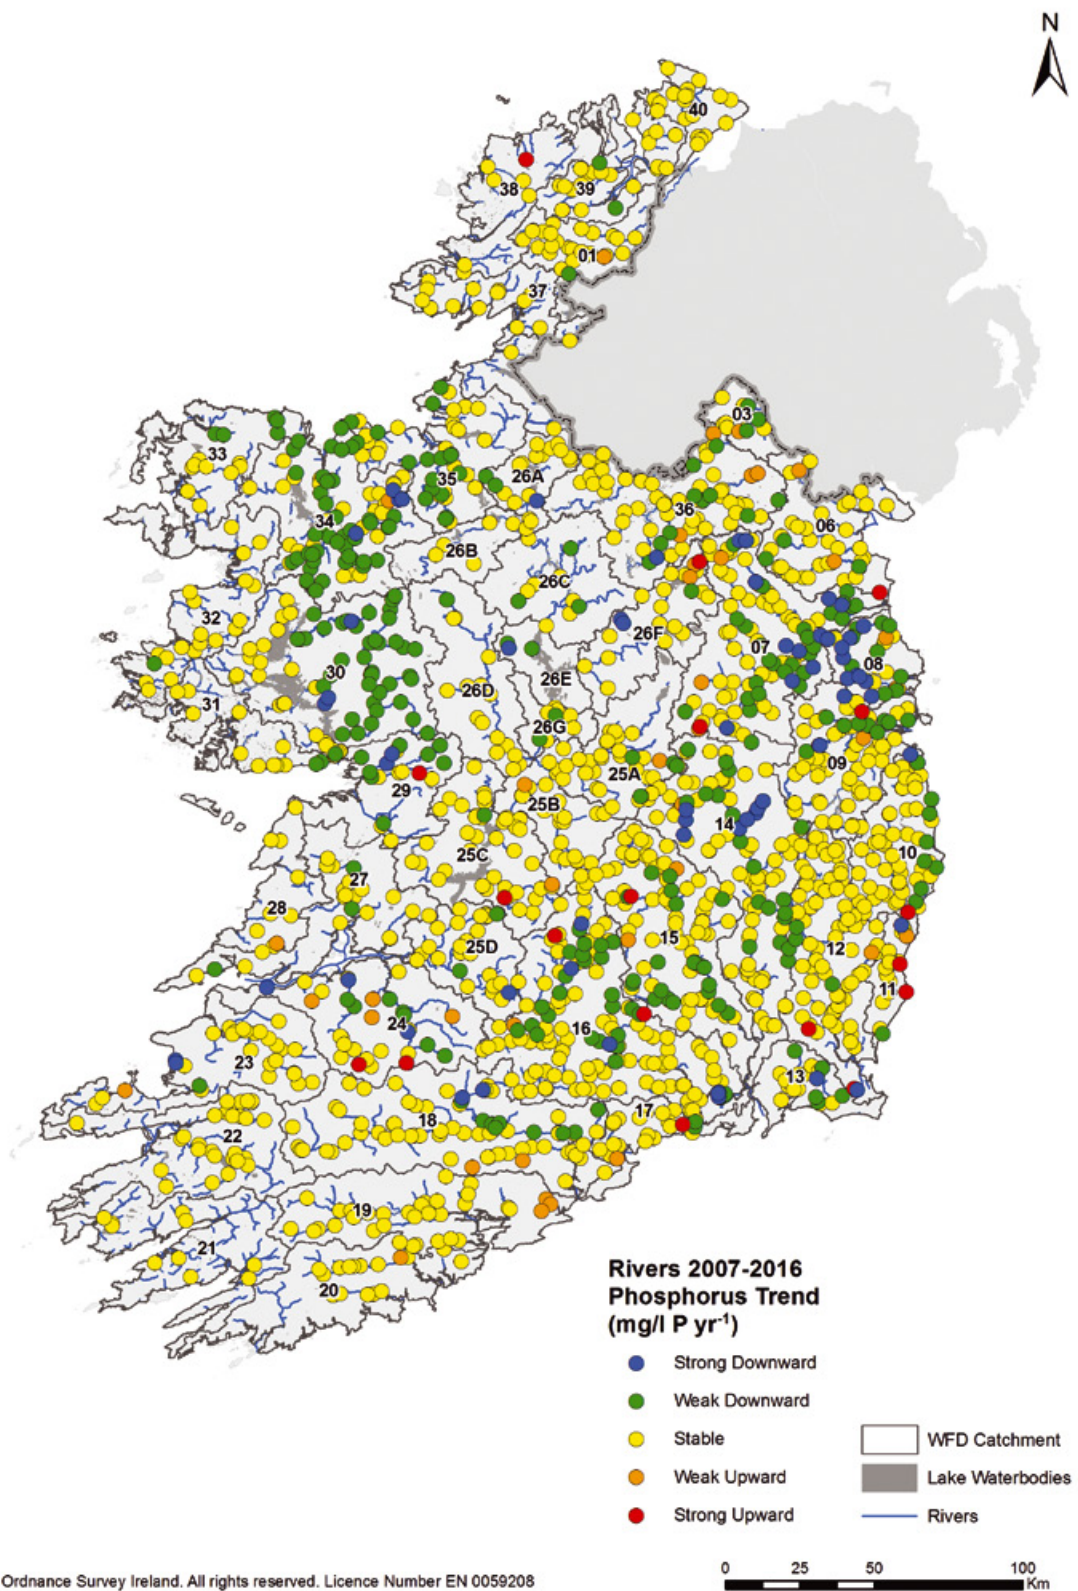 N
40
38
39
01
37
03
33
35
26A
36
34
06
26B
26C
32
26F
07
08
30
26E
31
26D
26G
09
25A
29
25B
14
25C
10
27
28
15
12
25D
11
24
16
23
13
17
18
22
19
21
20
Rivers 2007-2016
Phosphorus Trend
(mg/l P yr⁻¹)
Strong Downward
Weak Downward
Stable
WFD Catchment
Weak Upward
Lake Waterbodies
Strong Upward
Rivers
0 25 50 100
Km
Ordnance Survey Ireland. All rights reserved. Licence Number EN 0059208